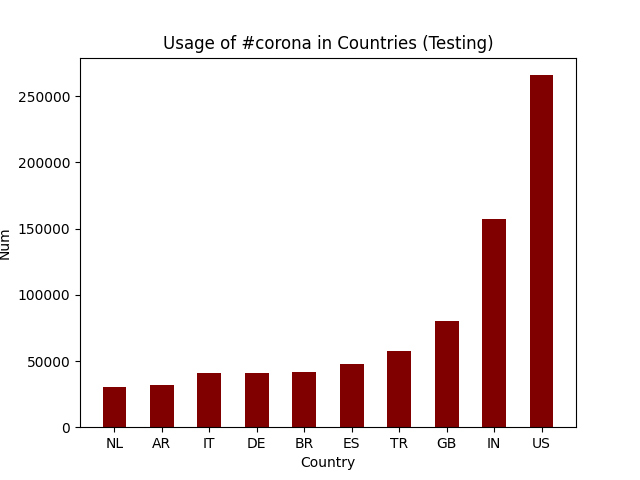 Usage of #corona in Countries (Testing)
250000
200000
150000
100000
50000
0
Num
NL AR IT DE BR ES TR GB IN US
Country